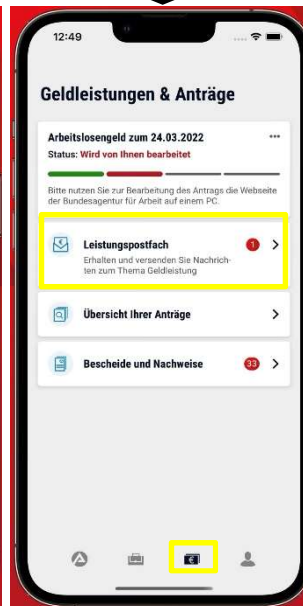 12:49
Geldleistungen & Anträge
Arbeitslosengeld zum 24.03.2022
Status: Wird von Ihnen bearbeitet
Bitte nutzen Sie zur Bearbeitung des Antrags die Webseite
der Bundesagentur für Arbeit auf einem PC.
Leistungspostfach 1
Erhalten und versenden Sie Nachrich-
ten zum Thema Geldleistung
Übersicht Ihrer Anträge
Bescheide und Nachweise 33